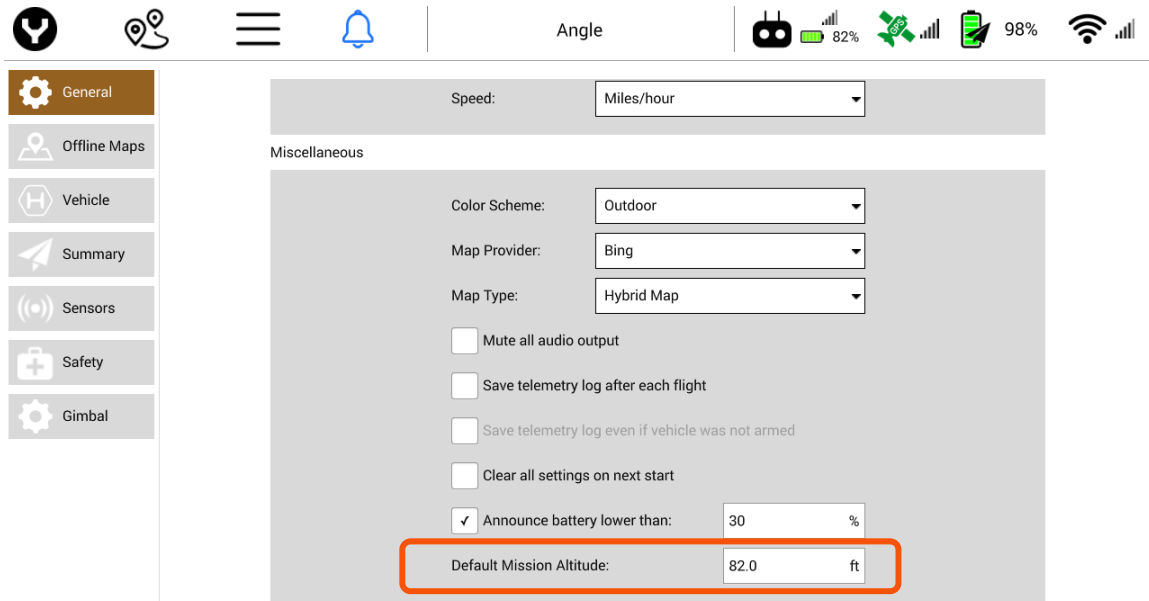 Angle
82%
GPS
98%
General
Offline Maps
Vehicle
Summary
Sensors
Safety
Gimbal
Speed: Miles/hour
Miscellaneous
Color Scheme: Outdoor
Map Provider: Bing
Map Type: Hybrid Map
Mute all audio output
Save telemetry log after each flight
Save telemetry log even if vehicle was not armed
Clear all settings on next start
Announce battery lower than: 30 %
Default Mission Altitude: 82.0 ft